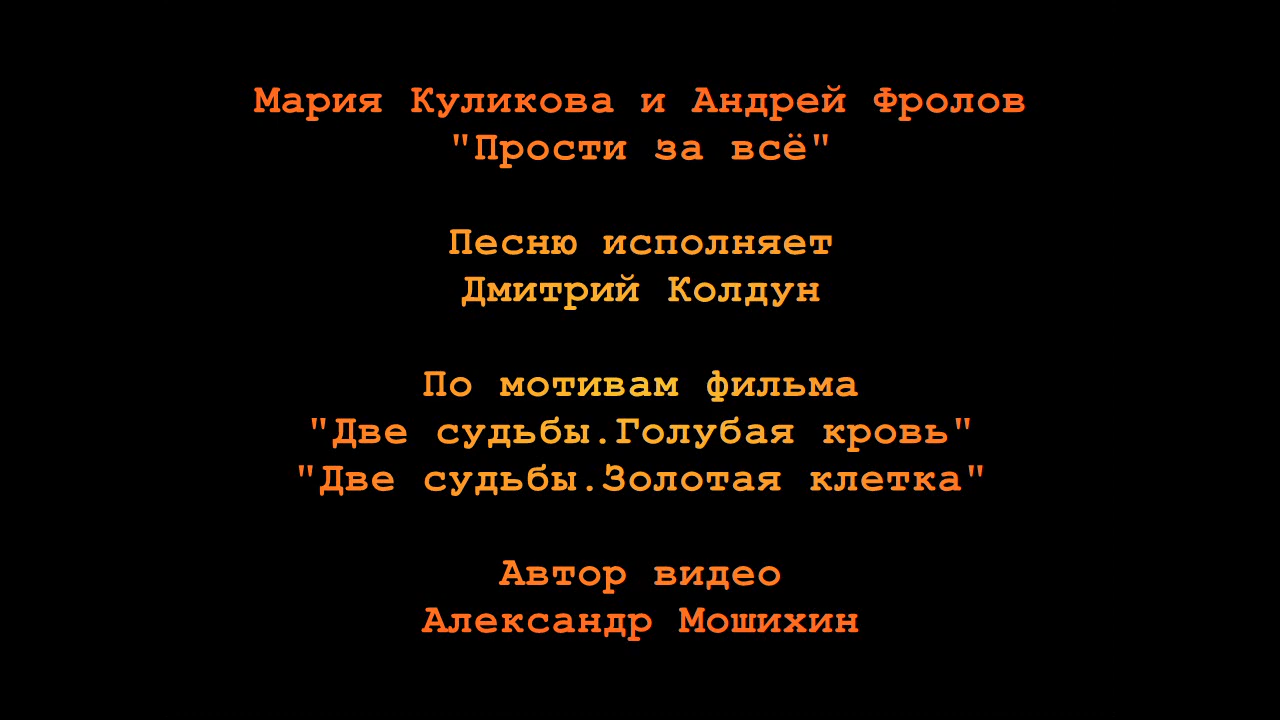 Мария Куликова и Андрей Фролов
"Прости за всё"
Песню исполняет
Дмитрий Колдун
По мотивам фильма
"Две судьбы.Голубая кровь"
"Две судьбы.Золотая клетка"
Автор видео
Александр Мошихин